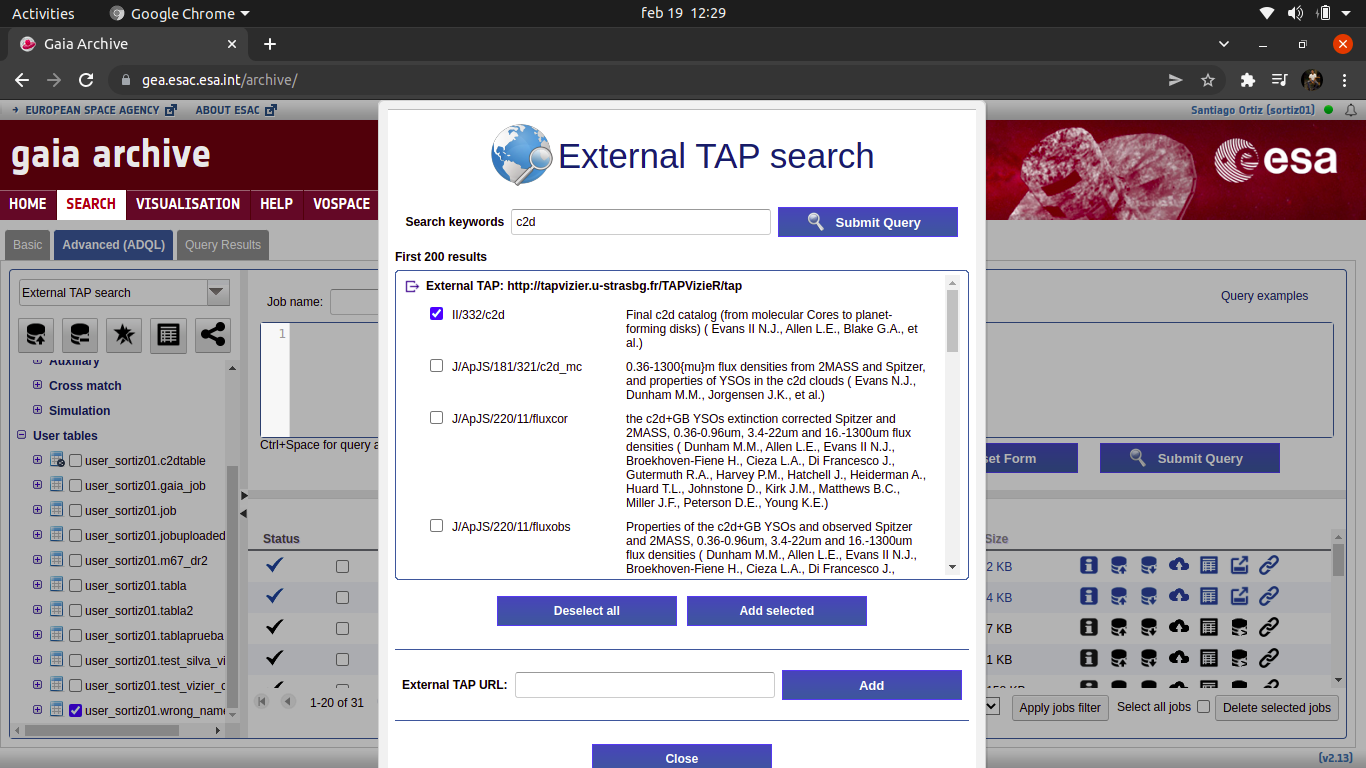 Activities
Google Chrome
feb 19 12:29
Gaia Archive
gea.esac.esa.int/archive/
EUROPEAN SPACE AGENCY
ABOUT ESAC
Santiago Ortiz (sortiz01)
gaia archive
esa
HOME
SEARCH
VISUALISATION
HELP
VOSPACE
Basic
Advanced (ADQL)
Query Results
External TAP search
Job name:
Query examples
1
Auxiliary
Cross match
Simulation
User tables
user_sortiz01.c2dtable
user_sortiz01.gaia_job
user_sortiz01.job
user_sortiz01.jobuploaded
user_sortiz01.m67_dr2
user_sortiz01.tabla
user_sortiz01.tabla2
user_sortiz01.tablaprueba
user_sortiz01.test_silva_vi
user_sortiz01.test_vizier_c
user_sortiz01.wrong_name
Ctrl+Space for query a
set Form
Submit Query
Status
Size
2 KB
4 KB
7 KB
1 KB
1-20 of 31
Apply jobs filter
Select all jobs
Delete selected jobs
(v2.13)
External TAP search
Search keywords
c2d
Submit Query
First 200 results
External TAP: http://tapvizier.u-strasbg.fr/TAPVizieR/tap
II/332/c2d
Final c2d catalog (from molecular Cores to planet-
forming disks) ( Evans II N.J., Allen L.E., Blake G.A., et
al.)
J/ApJS/181/321/c2d_mc
0.36-1300{mu}m flux densities from 2MASS and Spitzer,
and properties of YSOs in the c2d clouds ( Evans N.J.,
Dunham M.M., Jorgensen J.K., et al.)
J/ApJS/220/11/fluxcor
the c2d+GB YSOs extinction corrected Spitzer and
2MASS, 0.36-0.96um, 3.4-22um and 16.-1300um flux
densities ( Dunham M.M., Allen L.E., Evans II N.J.,
Broekhoven-Fiene H., Cieza L.A., Di Francesco J.,
Gutermuth R.A., Harvey P.M., Hatchell J., Heiderman A.,
Huard T.L., Johnstone D., Kirk J.M., Matthews B.C.,
Miller J.F., Peterson D.E., Young K.E.)
J/ApJS/220/11/fluxobs
Properties of the c2d+GB YSOs and observed Spitzer
and 2MASS, 0.36-0.96um, 3.4-22um and 16.-1300um
flux densities ( Dunham M.M., Allen L.E., Evans II N.J.,
Broekhoven-Fiene H., Cieza L.A., Di Francesco J.,
Deselect all
Add selected
External TAP URL:
Add
Close